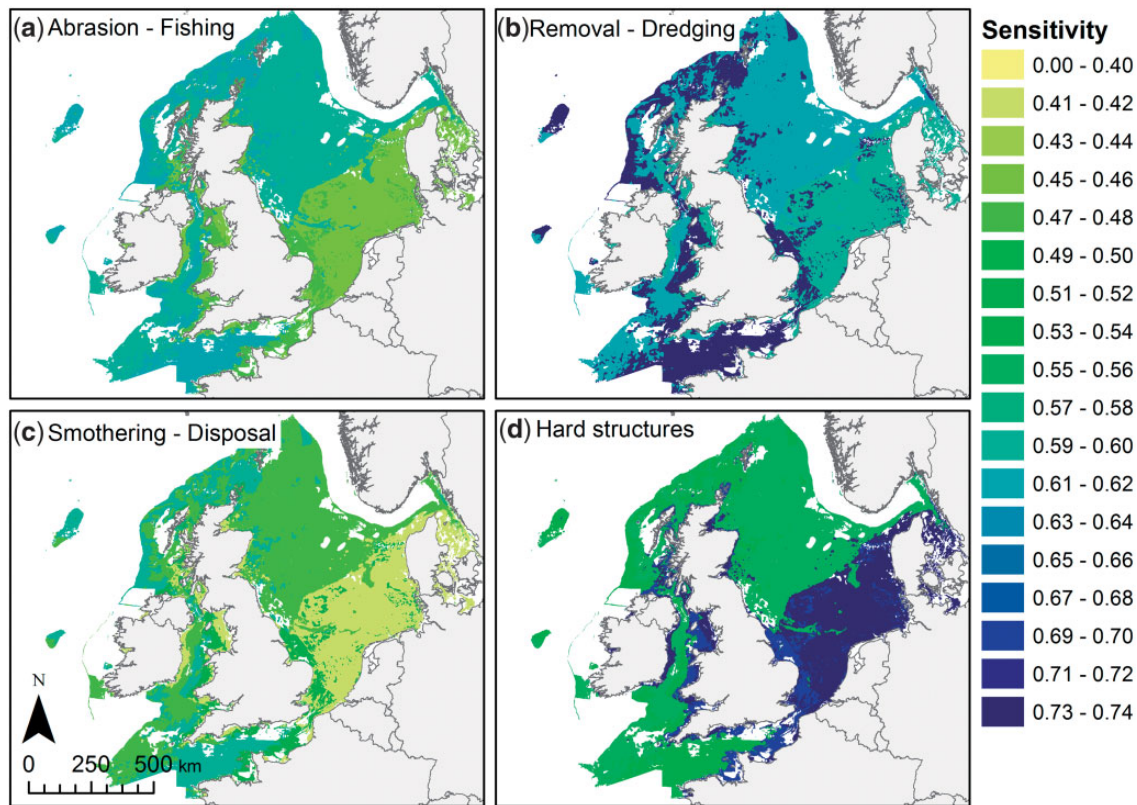 (a) Abrasion - Fishing
(b) Removal - Dredging
(c) Smothering - Disposal
(d) Hard structures
N
0 250 500 km
Sensitivity
0.00 - 0.40
0.41 - 0.42
0.43 - 0.44
0.45 - 0.46
0.47 - 0.48
0.49 - 0.50
0.51 - 0.52
0.53 - 0.54
0.55 - 0.56
0.57 - 0.58
0.59 - 0.60
0.61 - 0.62
0.63 - 0.64
0.65 - 0.66
0.67 - 0.68
0.69 - 0.70
0.71 - 0.72
0.73 - 0.74